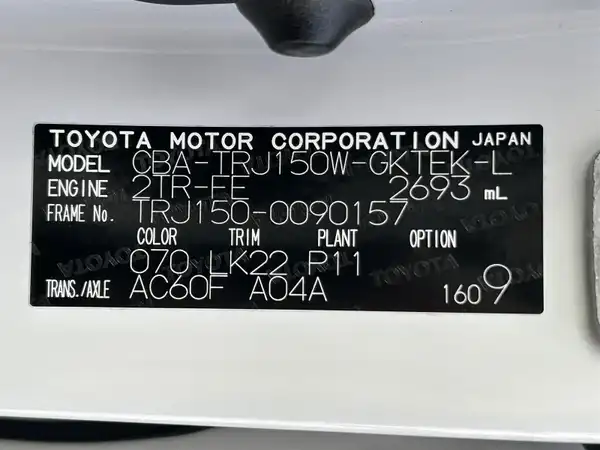 TOYOTA MOTOR CORPORATION JAPAN
MODEL CBA-TRJ150W-GKTEK-L
ENGINE 2TR-FE 2693 mL
FRAME No. TRJ150-0090157
COLOR TRIM PLANT OPTION
070 LK22 P11
TRANS./AXLE AC60F A04A 1609